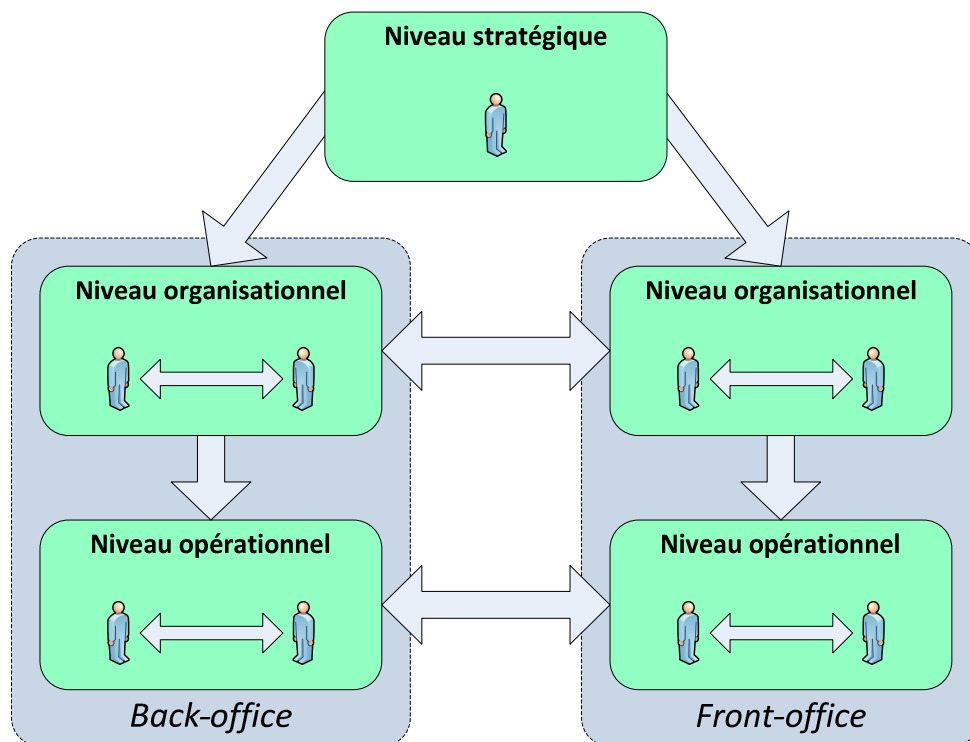 Niveau stratégique
Niveau organisationnel
Niveau organisationnel
Niveau opérationnel
Niveau opérationnel
Back-office
Front-office